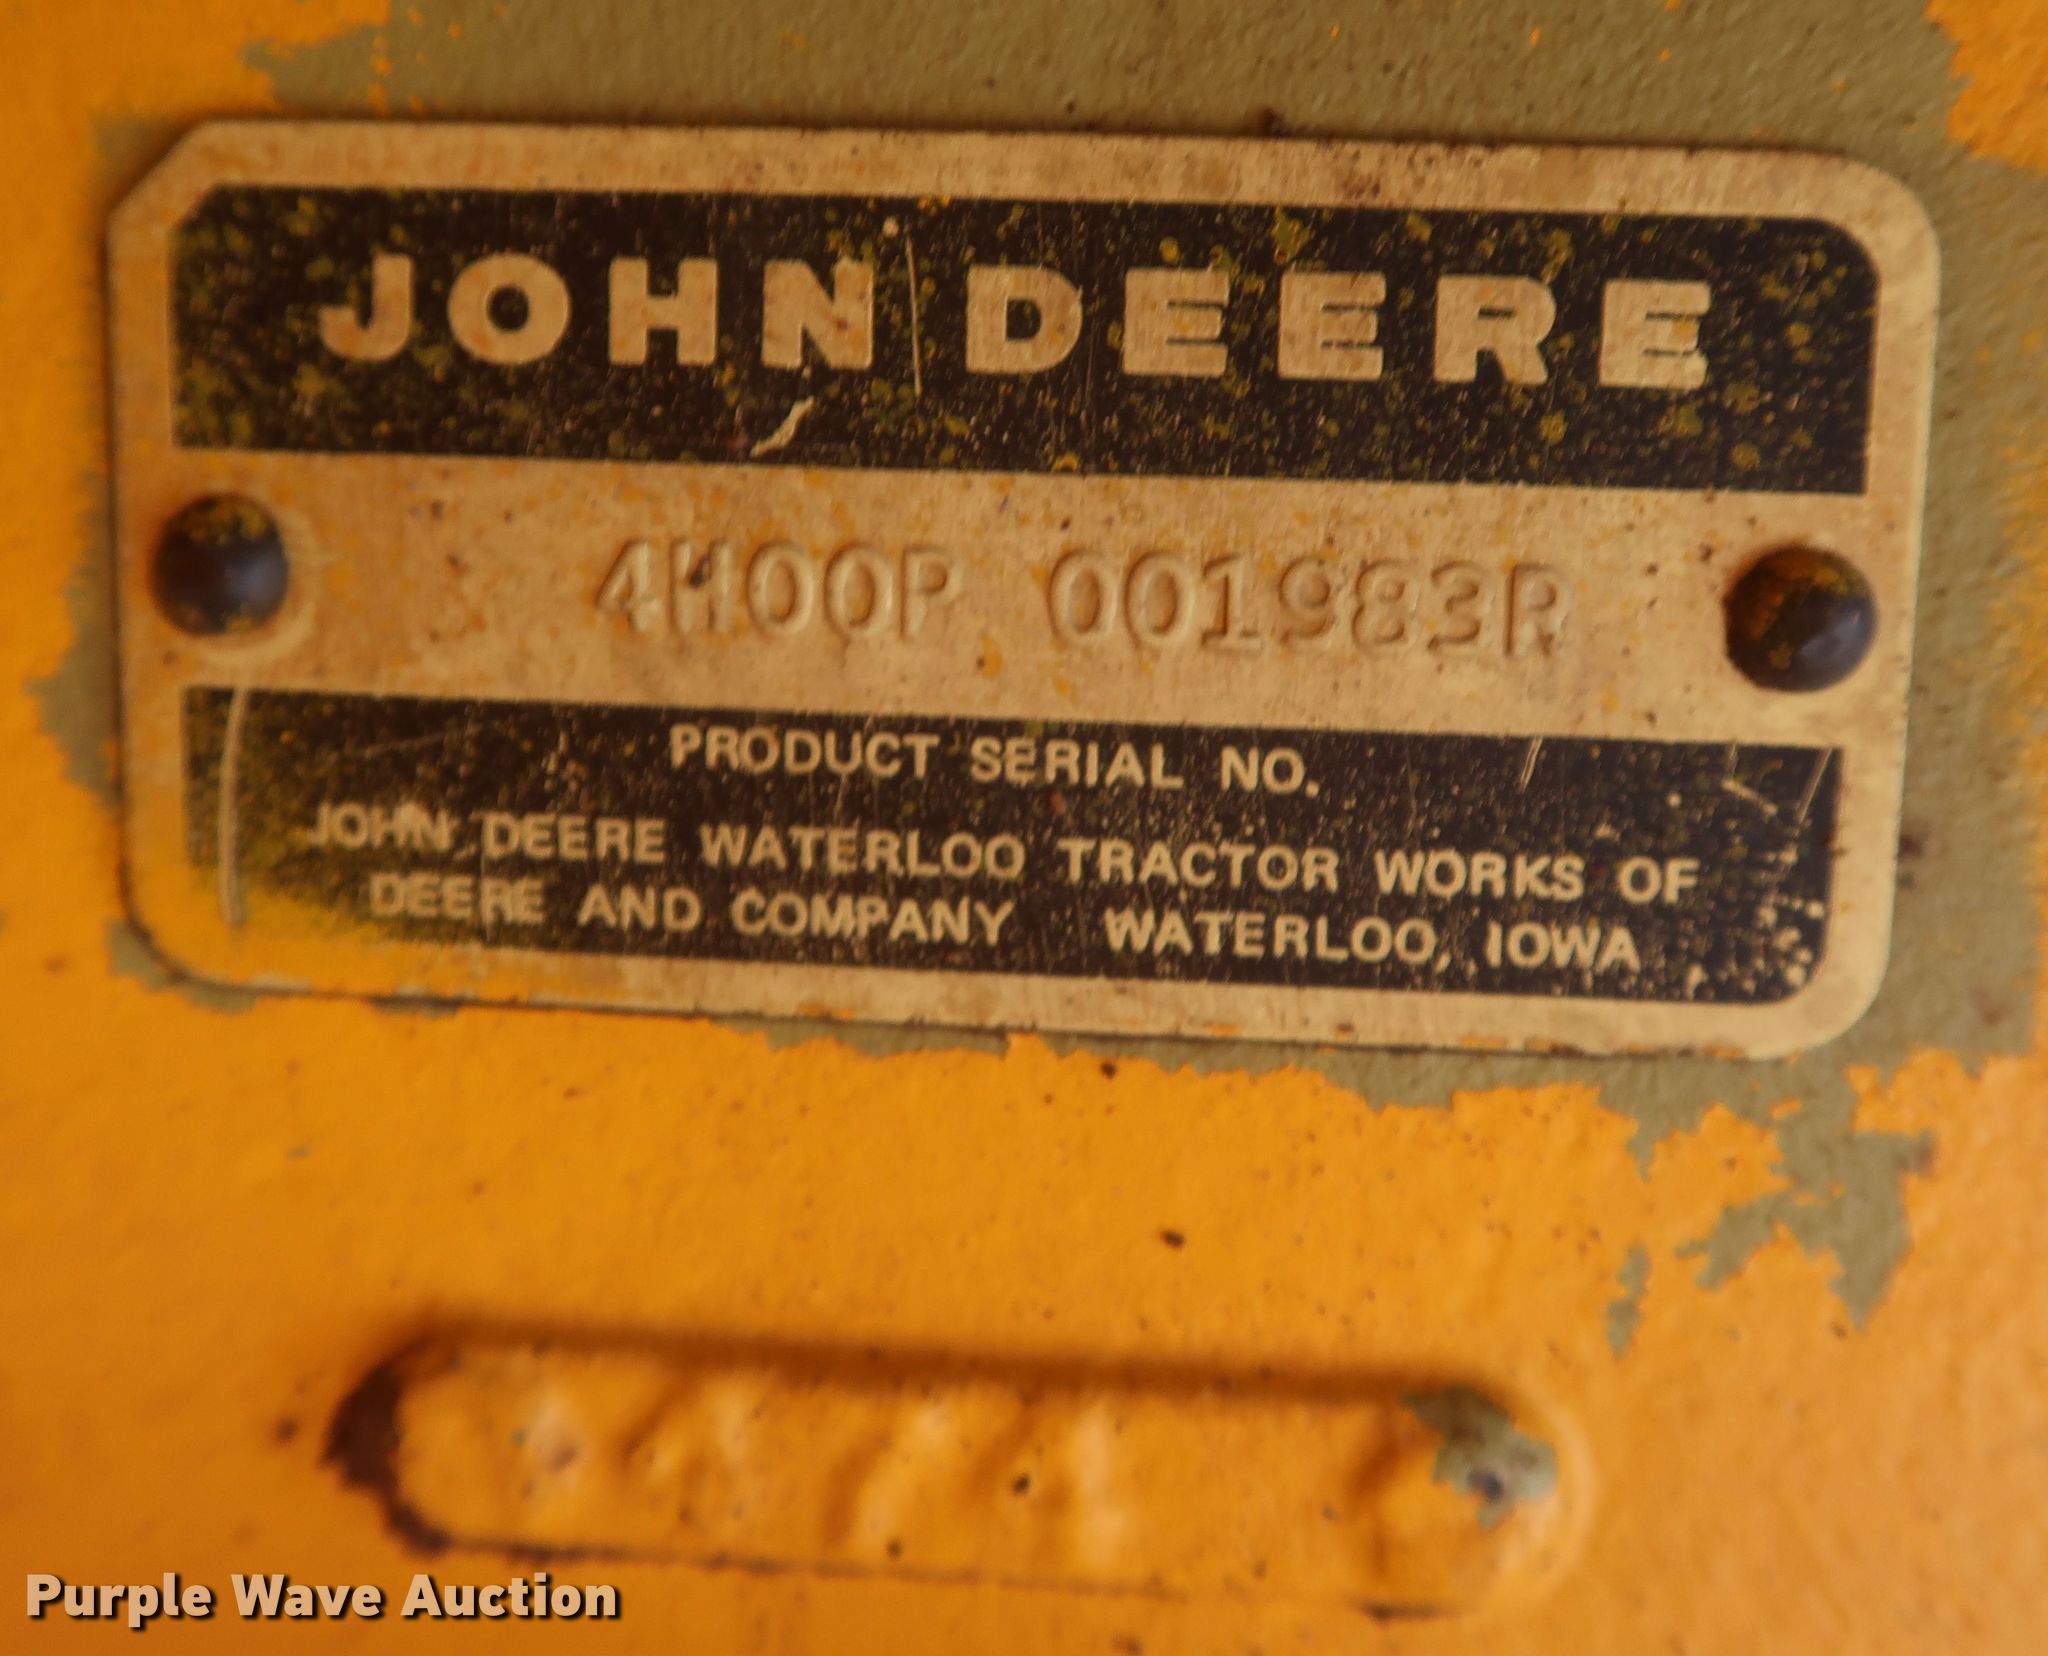 JOHN DEERE
4H00P 001983R
PRODUCT SERIAL NO.
JOHN DEERE WATERLOO TRACTOR WORKS OF
DEERE AND COMPANY WATERLOO, IOWA
Purple Wave Auction